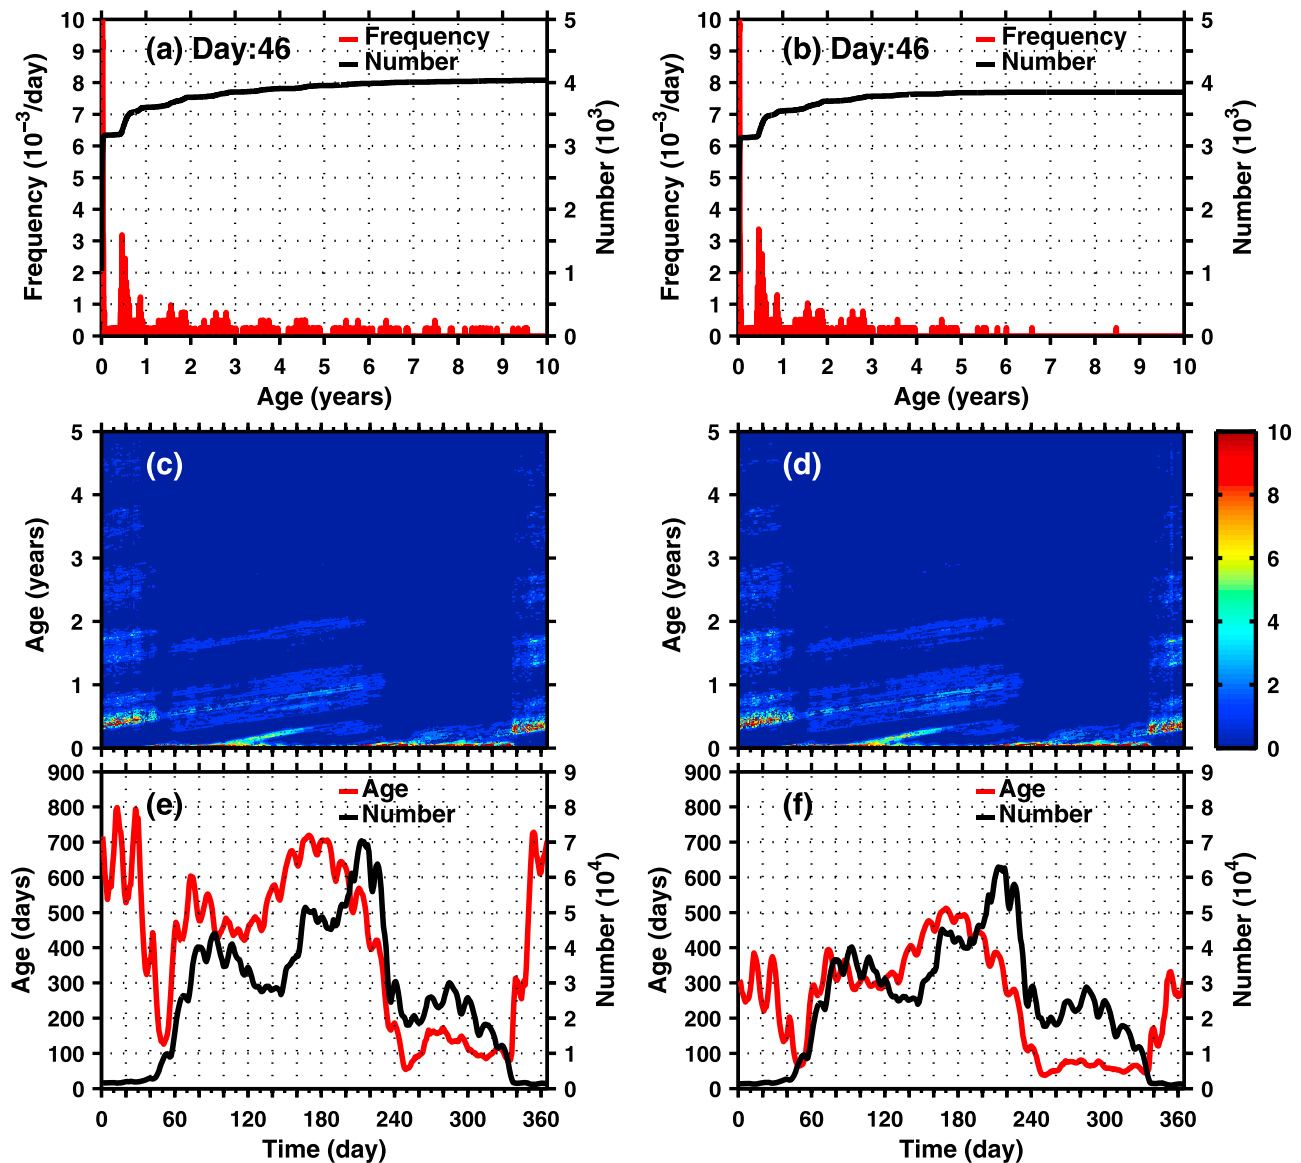 (a) Day:46
Frequency
Number
Frequency (10⁻³/day)
10
9
8
7
6
5
4
3
2
1
0
5
4
3
2
1
0
Number (10³)
0 1 2 3 4 5 6 7 8 9 10
Age (years)
(b) Day:46
Frequency
Number
Frequency (10⁻³/day)
10
9
8
7
6
5
4
3
2
1
0
5
4
3
2
1
0
Number (10³)
0 1 2 3 4 5 6 7 8 9 10
Age (years)
(c)
Age (years)
5
4
3
2
1
0
(d)
Age (years)
5
4
3
2
1
0
10
8
6
4
2
0
(e)
Age
Number
Age (days)
900
800
700
600
500
400
300
200
100
0
9
8
7
6
5
4
3
2
1
0
Number (10⁴)
0 60 120 180 240 300 360
Time (day)
(f)
Age
Number
Age (days)
900
800
700
600
500
400
300
200
100
0
9
8
7
6
5
4
3
2
1
0
Number (10⁴)
0 60 120 180 240 300 360
Time (day)